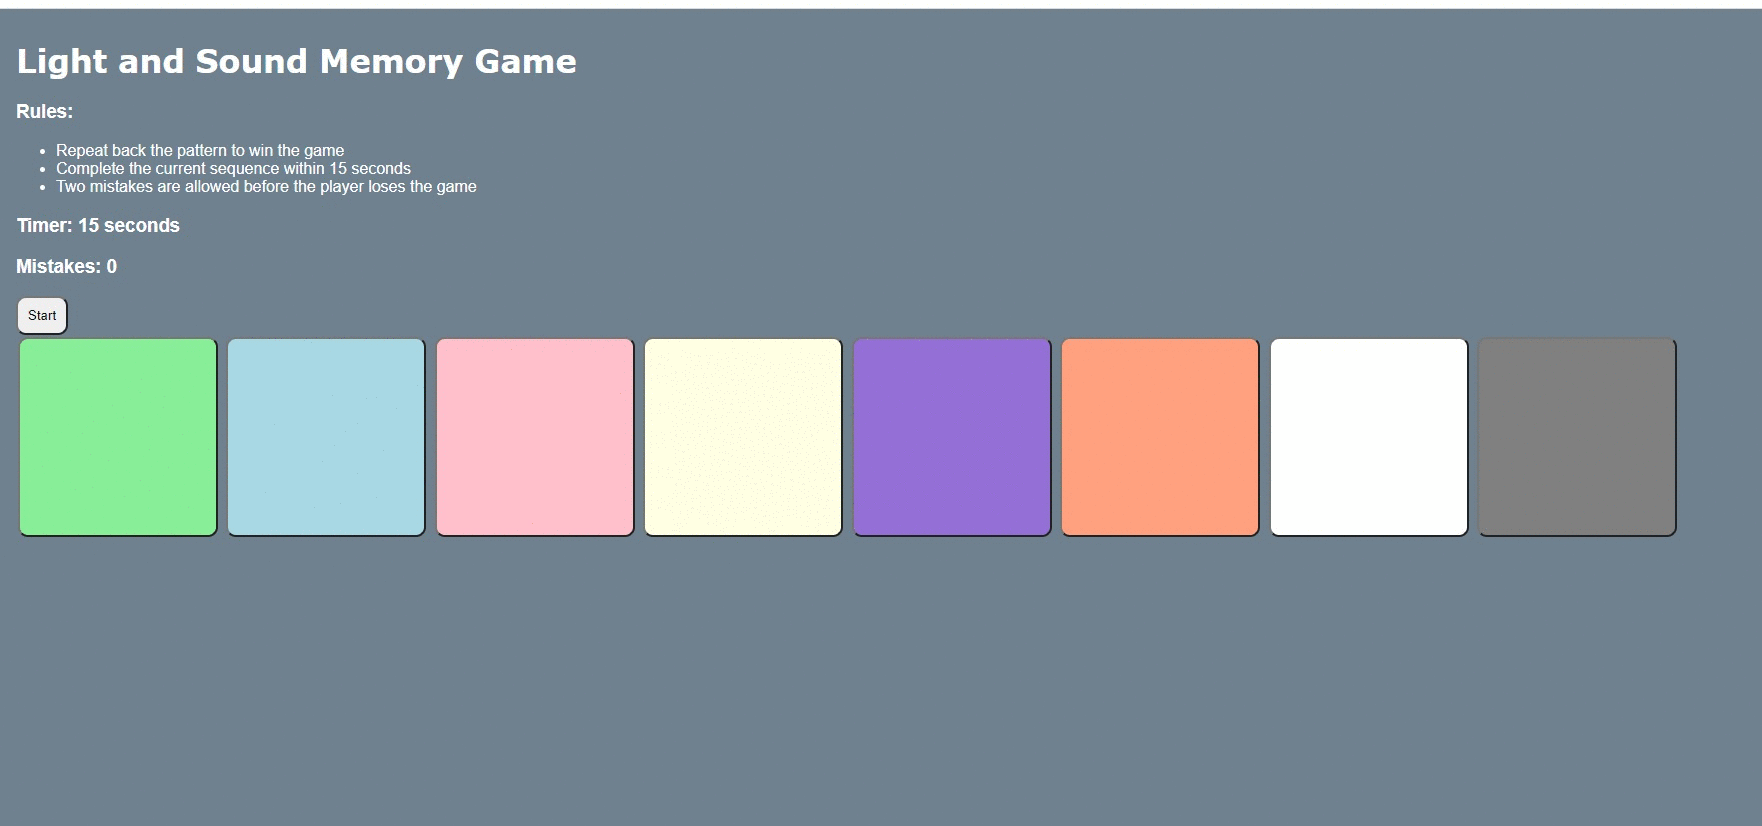 Light and Sound Memory Game
Rules:
Repeat back the pattern to win the game
Complete the current sequence within 15 seconds
Two mistakes are allowed before the player loses the game
Timer: 15 seconds
Mistakes: 0
Start